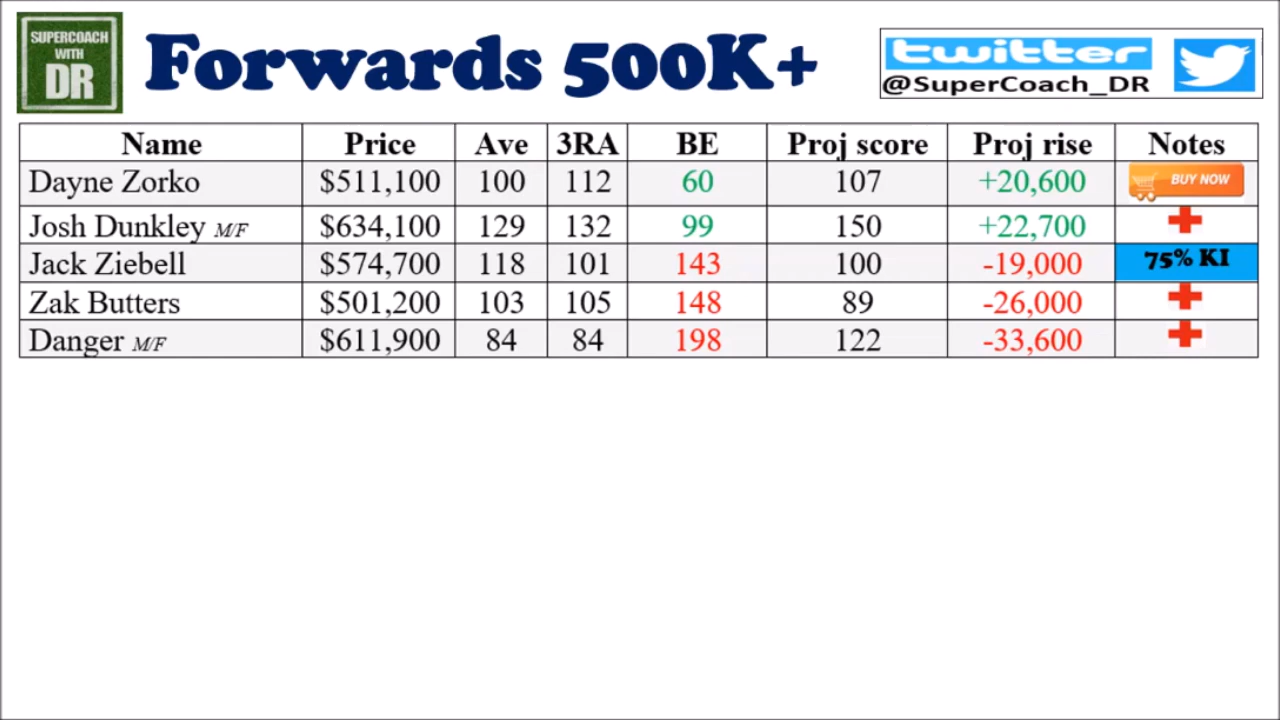 SUPERCOACH
WITH
DR
Forwards 500K+
twitter
@SuperCoach_DR
Name Price Ave 3RA BE Proj score Proj rise Notes
Dayne Zorko $511,100 100 112 60 107 +20,600 BUY NOW
Josh Dunkley M/F $634,100 129 132 99 150 +22,700
Jack Ziebell $574,700 118 101 143 100 -19,000 75% KI
Zak Butters $501,200 103 105 148 89 -26,000
Danger M/F $611,900 84 84 198 122 -33,600